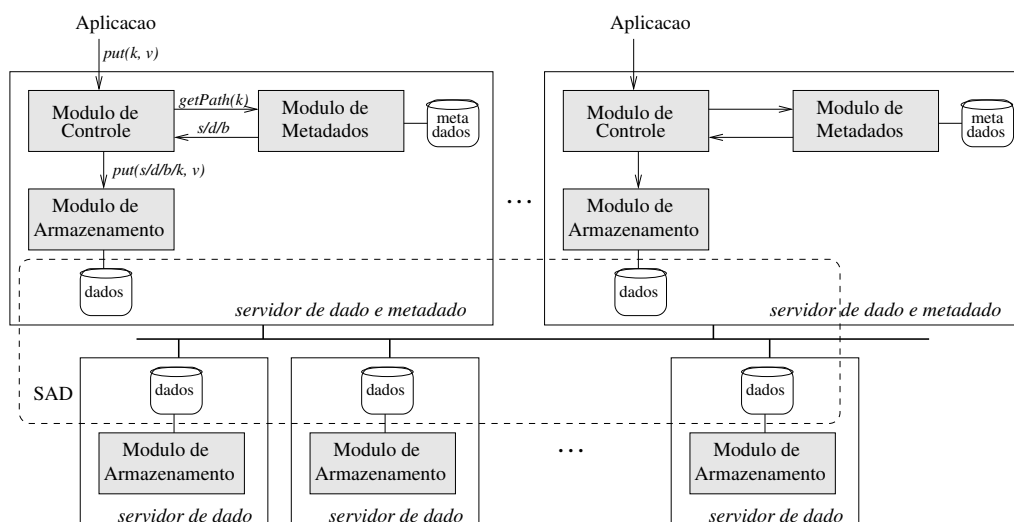 Aplicacao
put(k, v)
Modulo de
Controle
getPath(k)
s/d/b
Modulo de
Metadados
meta
dados
put(s/d/b/k, v)
Modulo de
Armazenamento
dados
servidor de dado e metadado
...
Aplicacao
Modulo de
Controle
Modulo de
Metadados
meta
dados
Modulo de
Armazenamento
dados
servidor de dado e metadado
SAD
dados
Modulo de
Armazenamento
servidor de dado
dados
Modulo de
Armazenamento
servidor de dado
...
dados
Modulo de
Armazenamento
servidor de dado